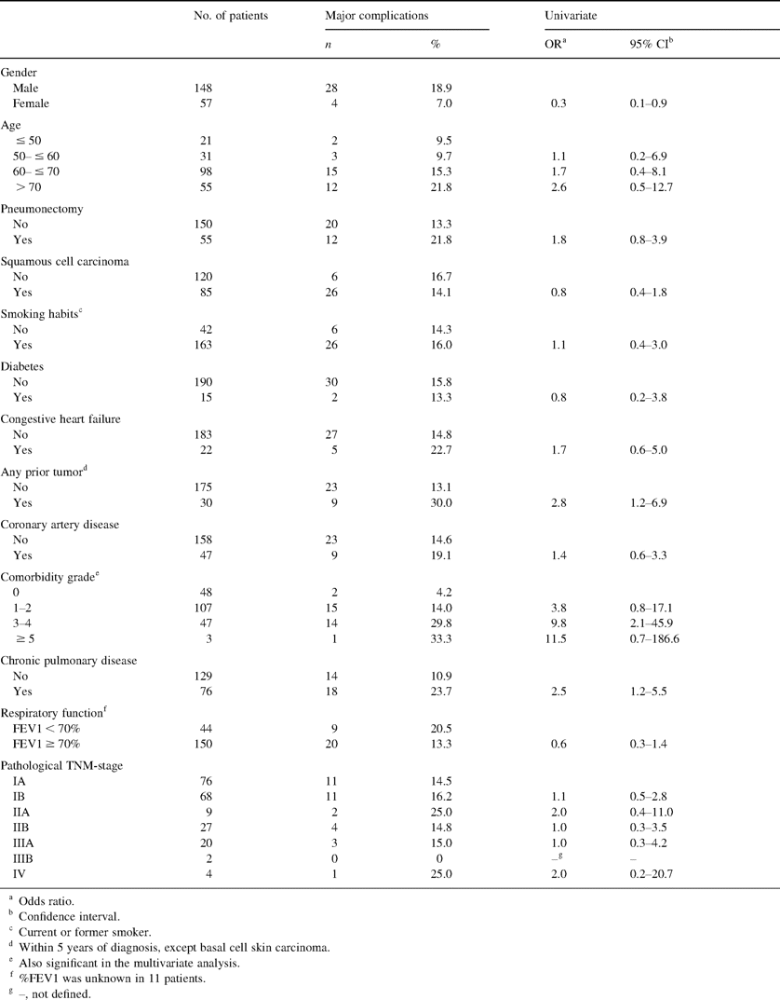 No. of patients Major complications Univariate
n % ORa 95% CIb
Gender
Male 148 28 18.9
Female 57 4 7.0 0.3 0.1–0.9
Age
≤ 50 21 2 9.5
50– ≤ 60 31 3 9.7 1.1 0.2–6.9
60– ≤ 70 98 15 15.3 1.7 0.4–8.1
> 70 55 12 21.8 2.6 0.5–12.7
Pneumonectomy
No 150 20 13.3
Yes 55 12 21.8 1.8 0.8–3.9
Squamous cell carcinoma
No 120 6 16.7
Yes 85 26 14.1 0.8 0.4–1.8
Smoking habitsc
No 42 6 14.3
Yes 163 26 16.0 1.1 0.4–3.0
Diabetes
No 190 30 15.8
Yes 15 2 13.3 0.8 0.2–3.8
Congestive heart failure
No 183 27 14.8
Yes 22 5 22.7 1.7 0.6–5.0
Any prior tumord
No 175 23 13.1
Yes 30 9 30.0 2.8 1.2–6.9
Coronary artery disease
No 158 23 14.6
Yes 47 9 19.1 1.4 0.6–3.3
Comorbidity gradee
0 48 2 4.2
1–2 107 15 14.0 3.8 0.8–17.1
3–4 47 14 29.8 9.8 2.1–45.9
≥ 5 3 1 33.3 11.5 0.7–186.6
Chronic pulmonary disease
No 129 14 10.9
Yes 76 18 23.7 2.5 1.2–5.5
Respiratory functionf
FEV1 < 70% 44 9 20.5
FEV1 ≥ 70% 150 20 13.3 0.6 0.3–1.4
Pathological TNM-stage
IA 76 11 14.5
IB 68 11 16.2 1.1 0.5–2.8
IIA 9 2 25.0 2.0 0.4–11.0
IIB 27 4 14.8 1.0 0.3–3.5
IIIA 20 3 15.0 1.0 0.3–4.2
IIIB 2 0 0 –g –
IV 4 1 25.0 2.0 0.2–20.7
a Odds ratio.
b Confidence interval.
c Current or former smoker.
d Within 5 years of diagnosis, except basal cell skin carcinoma.
e Also significant in the multivariate analysis.
f %FEV1 was unknown in 11 patients.
g –, not defined.